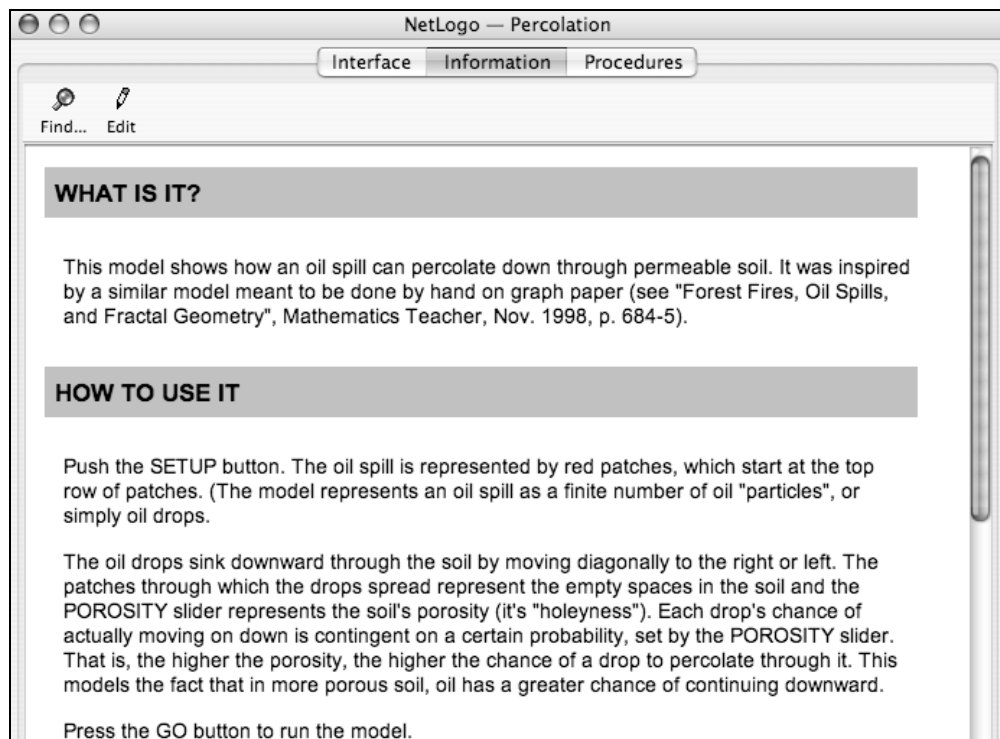 NetLogo — Percolation
Interface Information Procedures
Find... Edit
WHAT IS IT?
This model shows how an oil spill can percolate down through permeable soil. It was inspired
by a similar model meant to be done by hand on graph paper (see "Forest Fires, Oil Spills,
and Fractal Geometry", Mathematics Teacher, Nov. 1998, p. 684-5).
HOW TO USE IT
Push the SETUP button. The oil spill is represented by red patches, which start at the top
row of patches. (The model represents an oil spill as a finite number of oil "particles", or
simply oil drops.
The oil drops sink downward through the soil by moving diagonally to the right or left. The
patches through which the drops spread represent the empty spaces in the soil and the
POROSITY slider represents the soil's porosity (it's "holeyness"). Each drop's chance of
actually moving on down is contingent on a certain probability, set by the POROSITY slider.
That is, the higher the porosity, the higher the chance of a drop to percolate through it. This
models the fact that in more porous soil, oil has a greater chance of continuing downward.
Press the GO button to run the model.